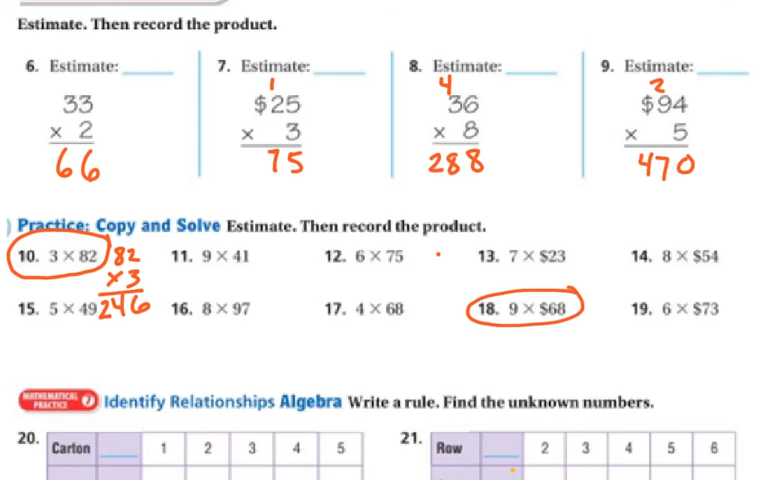 Estimate. Then record the product.
6. Estimate: 7. Estimate: 8. Estimate: 9. Estimate:
1 4 2
33 $25 36 $94
x 2 x 3 x 8 x 5
66 75 288 470
Practice: Copy and Solve Estimate. Then record the product.
10. 3 × 82 82 11. 9 × 41 12. 6 × 75 13. 7 × $23 14. 8 × $54
×3
15. 5 × 49 246 16. 8 × 97 17. 4 × 68 18. 9 × $68 19. 6 × $73
MATHEMATICAL PRACTICE 7 Identify Relationships Algebra Write a rule. Find the unknown numbers.
20. Carton 1 2 3 4 5 21. Row 2 3 4 5 6